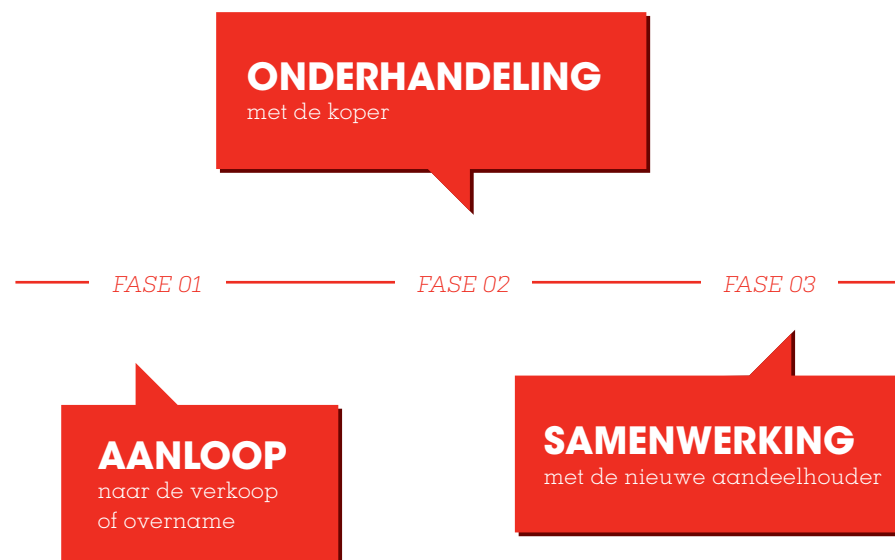 ONDERHANDELING
met de koper
FASE 01
FASE 02
FASE 03
AANLOOP
naar de verkoop
of overname
SAMENWERKING
met de nieuwe aandeelhouder